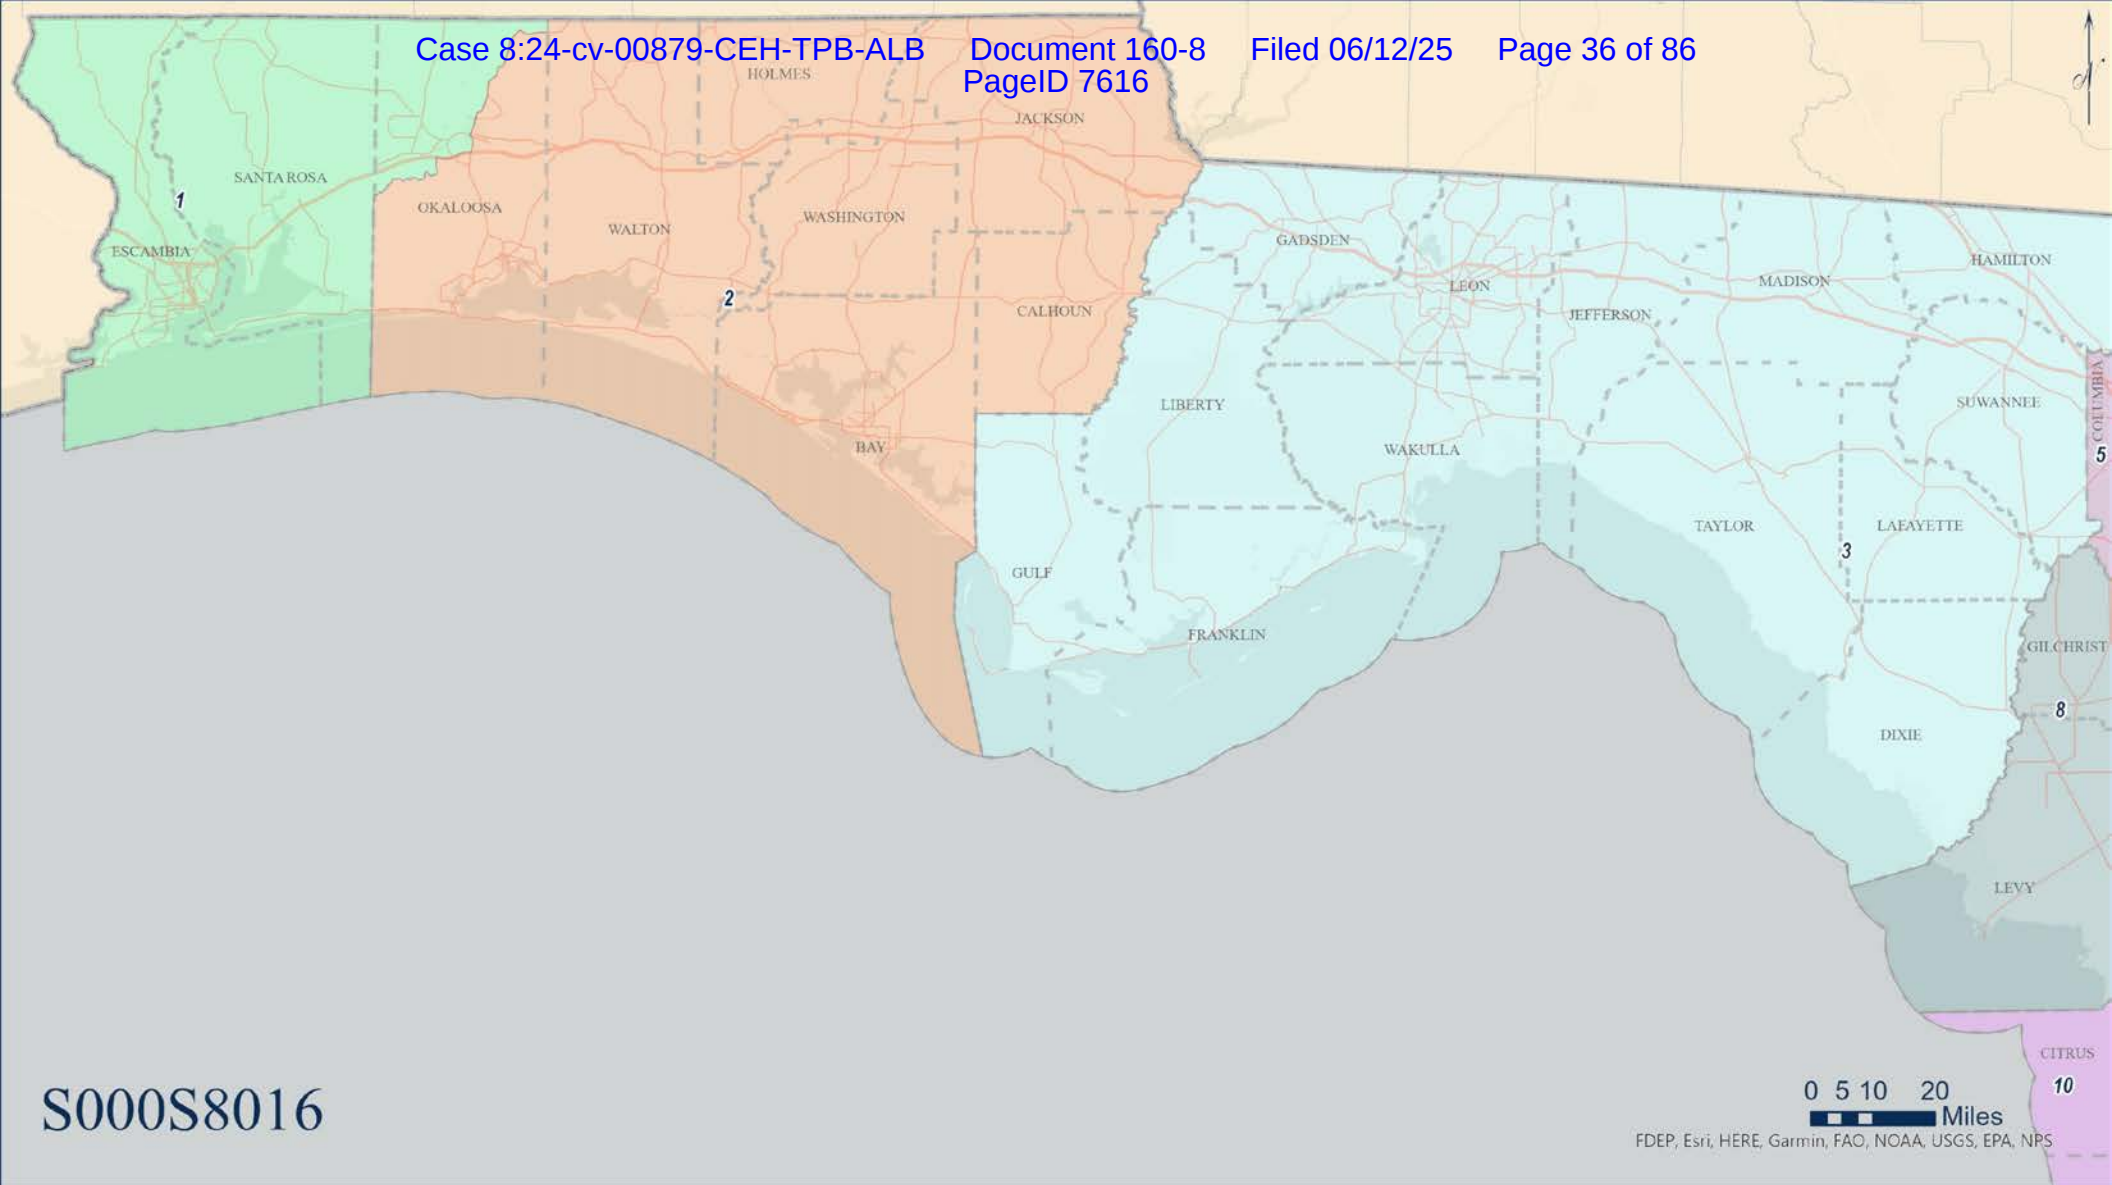 Case 8:24-cv-00879-CEH-TPB-ALB Document 160-8 Filed 06/12/25 Page 36 of 86
PageID 7616
N
HOLMES
JACKSON
SANTA ROSA
1
OKALOOSA
WALTON
WASHINGTON
ESCAMBIA
GADSDEN
HAMILTON
LEON
MADISON
2
CALHOUN
JEFFERSON
LIBERTY
SUWANNEE
COLUMBIA
BAY
WAKULLA
5
TAYLOR
LAFAYETTE
3
GULF
FRANKLIN
GILCHRIST
8
DIXIE
LEVY
CITRUS
10
S000S8016
0 5 10 20
Miles
FDEP, Esri, HERE, Garmin, FAO, NOAA, USGS, EPA, NPS